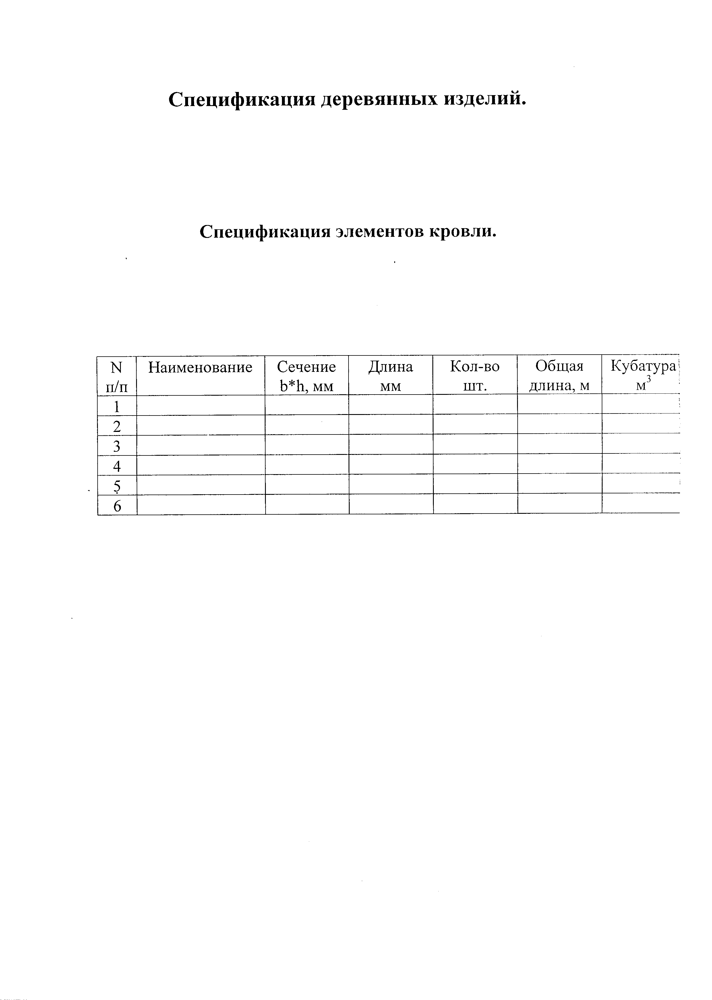 Спецификация деревянных изделий.
Спецификация элементов кровли.
N п/п Наименование Сечение b*h, мм Длина мм Кол-во шт. Общая длина, м Кубатура м³
1
2
3
4
5
6